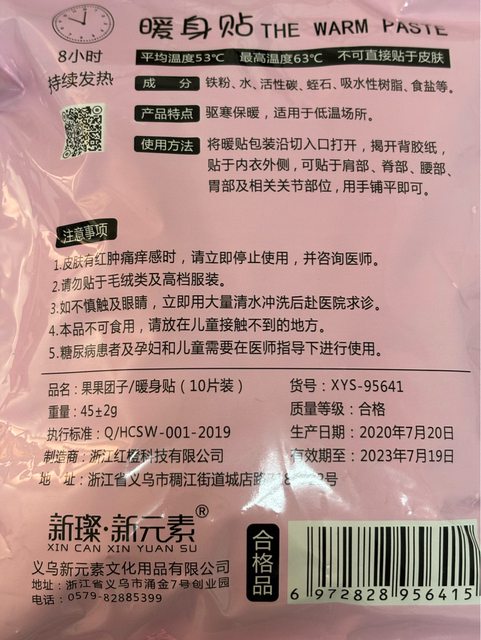 暖身贴 THE WARM PASTE
8小时
持续发热
平均温度53℃ 最高温度63℃ 不可直接贴于皮肤
成 分 铁粉、水、活性碳、蛭石、吸水性树脂、食盐等。
产品特点 驱寒保暖，适用于低温场所。
使用方法 将暖贴包装沿切入口打开，揭开背胶纸，
贴于内衣外侧，可贴于肩部、脊部、腰部、
胃部及相关关节部位，用手铺平即可。
注意事项
1.皮肤有红肿痛痒感时，请立即停止使用，并咨询医师。
2.请勿贴于毛绒类及高档服装。
3.如不慎触及眼睛，立即用大量清水冲洗后赴医院求诊。
4.本品不可食用，请放在儿童接触不到的地方。
5.糖尿病患者及孕妇和儿童需要在医师指导下进行使用。
品名：果果团子/暖身贴（10片装）
货号：XYS-95641
重量：45±2g
质量等级：合格
执行标准：Q/HCSW-001-2019
生产日期：2020年7月20日
制造商：浙江红橙科技有限公司
有效期至：2023年7月19日
地 址：浙江省义乌市稠江街道城店路
新璨·新元素®
XIN CAN XIN YUAN SU
义乌新元素文化用品有限公司
地址：浙江省义乌市涌金7号创业园
电话：0579-82885399
合格品
6 972828 956415